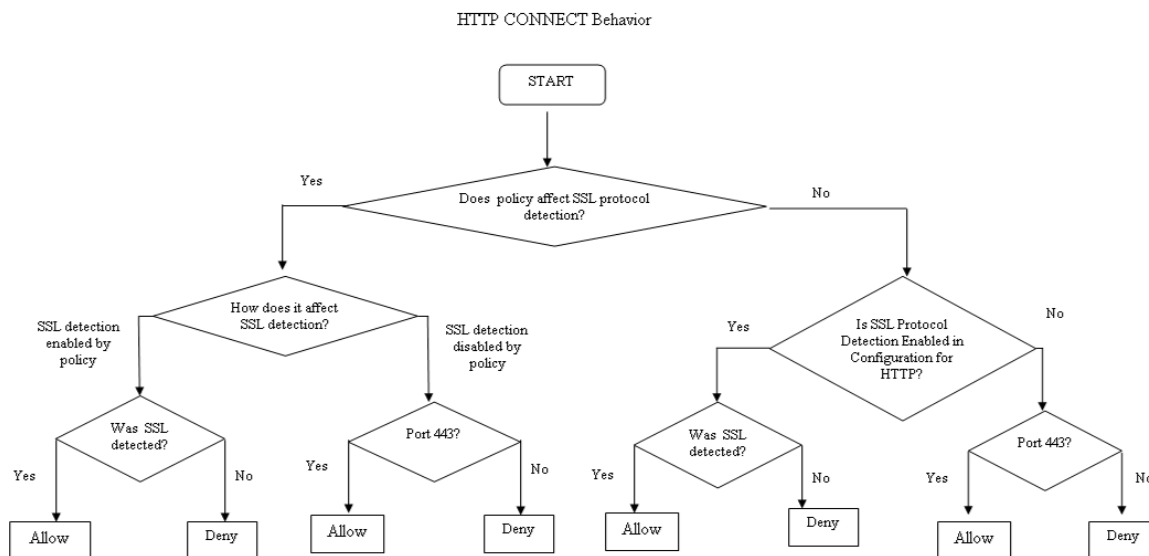 HTTP CONNECT Behavior
START
Yes
No
Does policy affect SSL protocol
detection?
How does it affect
SSL detection?
SSL detection
enabled by
policy
SSL detection
disabled by
policy
Yes
Is SSL Protocol
Detection Enabled in
Configuration for
HTTP?
No
Was SSL
detected?
Yes
No
Port 443?
Yes
No
Was SSL
detected?
Yes
No
Port 443?
Yes
No
Allow
Deny
Allow
Deny
Allow
Deny
Allow
Deny